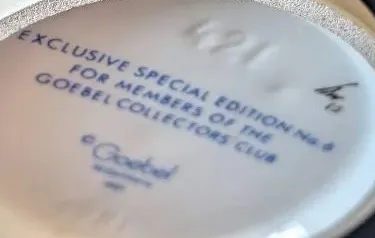 EXCLUSIVE SPECIAL EDITION No. 6
FOR MEMBERS OF THE
GOEBEL COLLECTORS CLUB
© Goebel